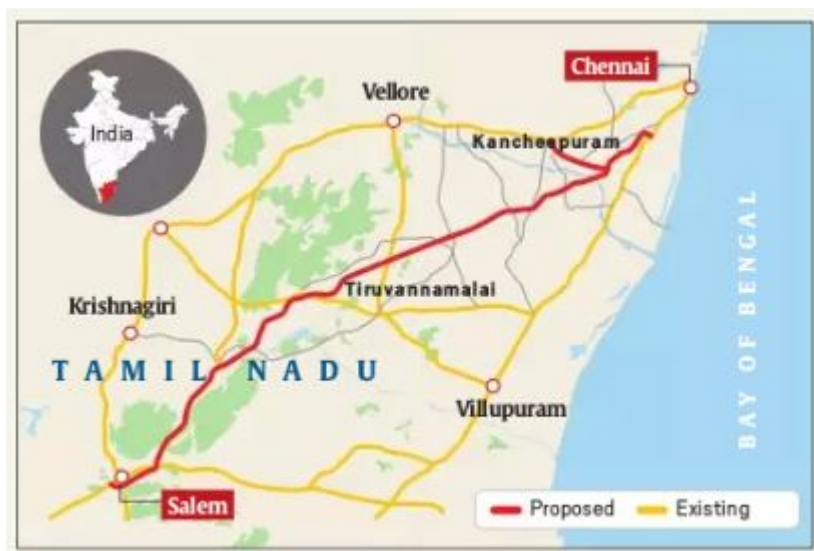 Chennai
Vellore
India
Kancheepuram
Tiruvannamalai
Krishnagiri
TAMIL NADU
BAY OF BENGAL
Villupuram
Salem
Proposed
Existing